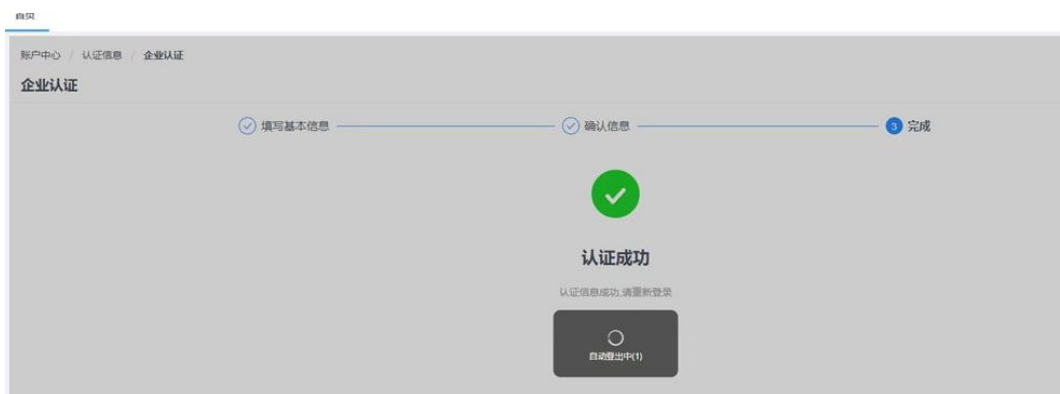 首页
账户中心 / 认证信息 / 企业认证
企业认证
填写基本信息 确认信息 3 完成
认证成功
认证信息成功,请重新登录
自动登出中(1)